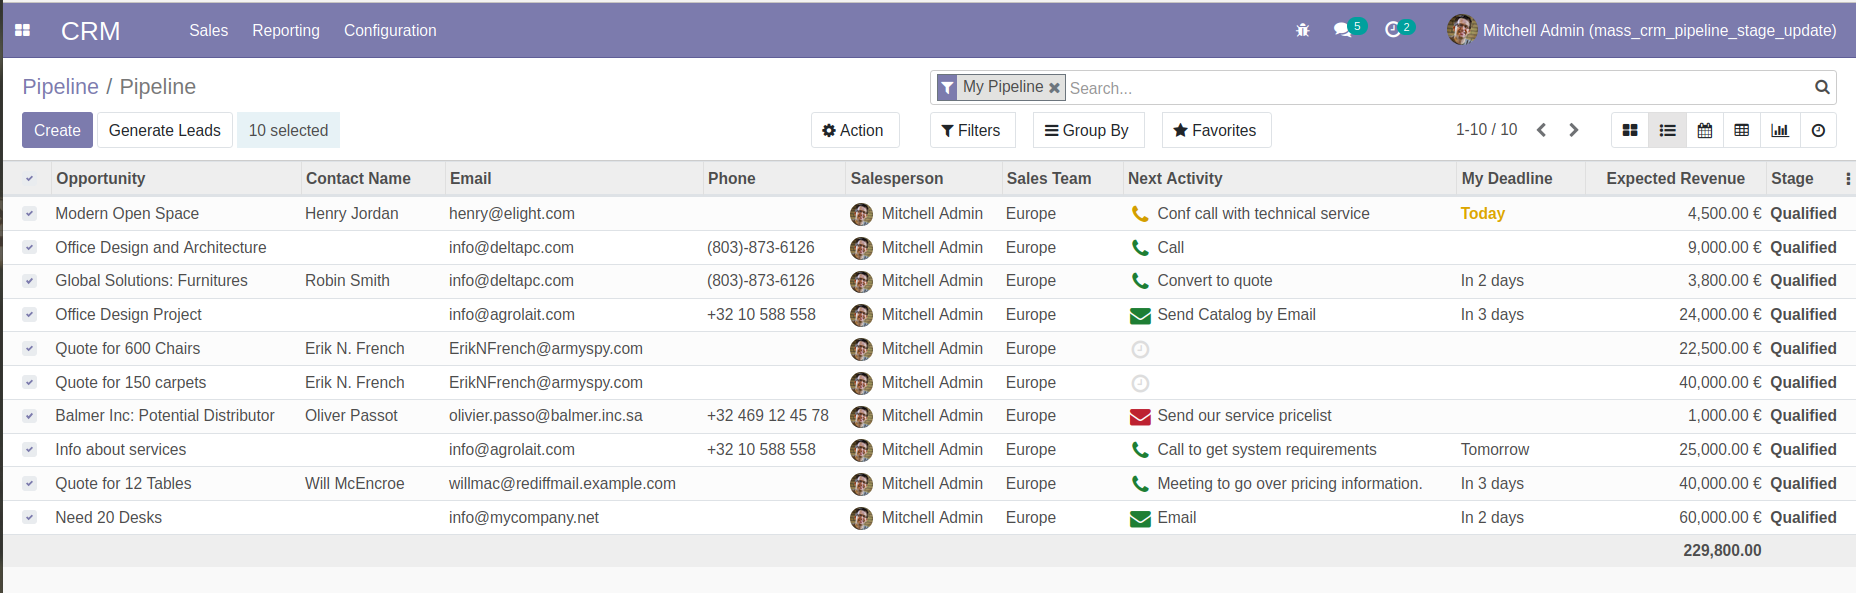 CRM Sales Reporting Configuration 5 2 Mitchell Admin (mass_crm_pipeline_stage_update)
Pipeline / Pipeline My Pipeline Search...
Create Generate Leads 10 selected Action Filters Group By Favorites 1-10 / 10
Opportunity Contact Name Email Phone Salesperson Sales Team Next Activity My Deadline Expected Revenue Stage
Modern Open Space Henry Jordan henry@elight.com Mitchell Admin Europe Conf call with technical service Today 4,500.00 € Qualified
Office Design and Architecture info@deltapc.com (803)-873-6126 Mitchell Admin Europe Call 9,000.00 € Qualified
Global Solutions: Furnitures Robin Smith info@deltapc.com (803)-873-6126 Mitchell Admin Europe Convert to quote In 2 days 3,800.00 € Qualified
Office Design Project info@agrolait.com +32 10 588 558 Mitchell Admin Europe Send Catalog by Email In 3 days 24,000.00 € Qualified
Quote for 600 Chairs Erik N. French ErikNFrench@armyspy.com Mitchell Admin Europe 22,500.00 € Qualified
Quote for 150 carpets Erik N. French ErikNFrench@armyspy.com Mitchell Admin Europe 40,000.00 € Qualified
Balmer Inc: Potential Distributor Oliver Passot olivier.passo@balmer.inc.sa +32 469 12 45 78 Mitchell Admin Europe Send our service pricelist 1,000.00 € Qualified
Info about services info@agrolait.com +32 10 588 558 Mitchell Admin Europe Call to get system requirements Tomorrow 25,000.00 € Qualified
Quote for 12 Tables Will McEncroe willmac@rediffmail.example.com Mitchell Admin Europe Meeting to go over pricing information. In 3 days 40,000.00 € Qualified
Need 20 Desks info@mycompany.net Mitchell Admin Europe Email In 2 days 60,000.00 € Qualified
229,800.00